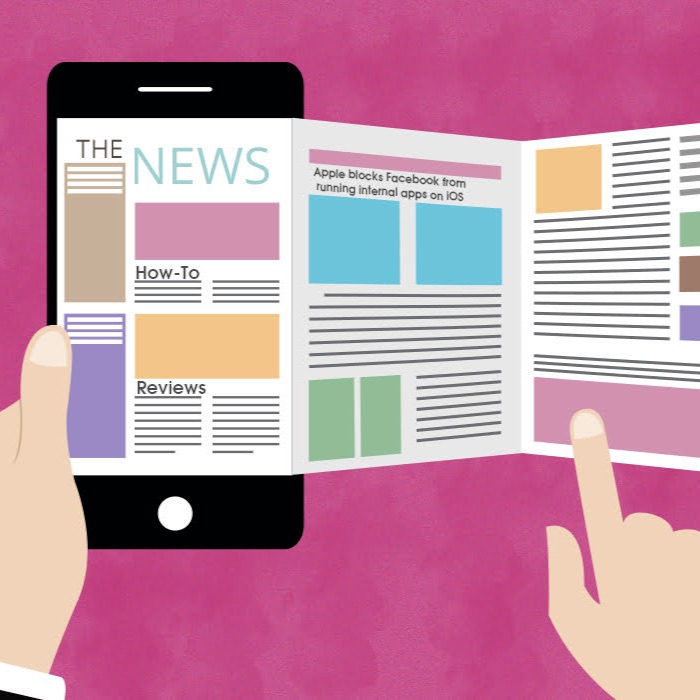 THE NEWS
How-To
Reviews
Apple blocks Facebook from
running internal apps on iOS